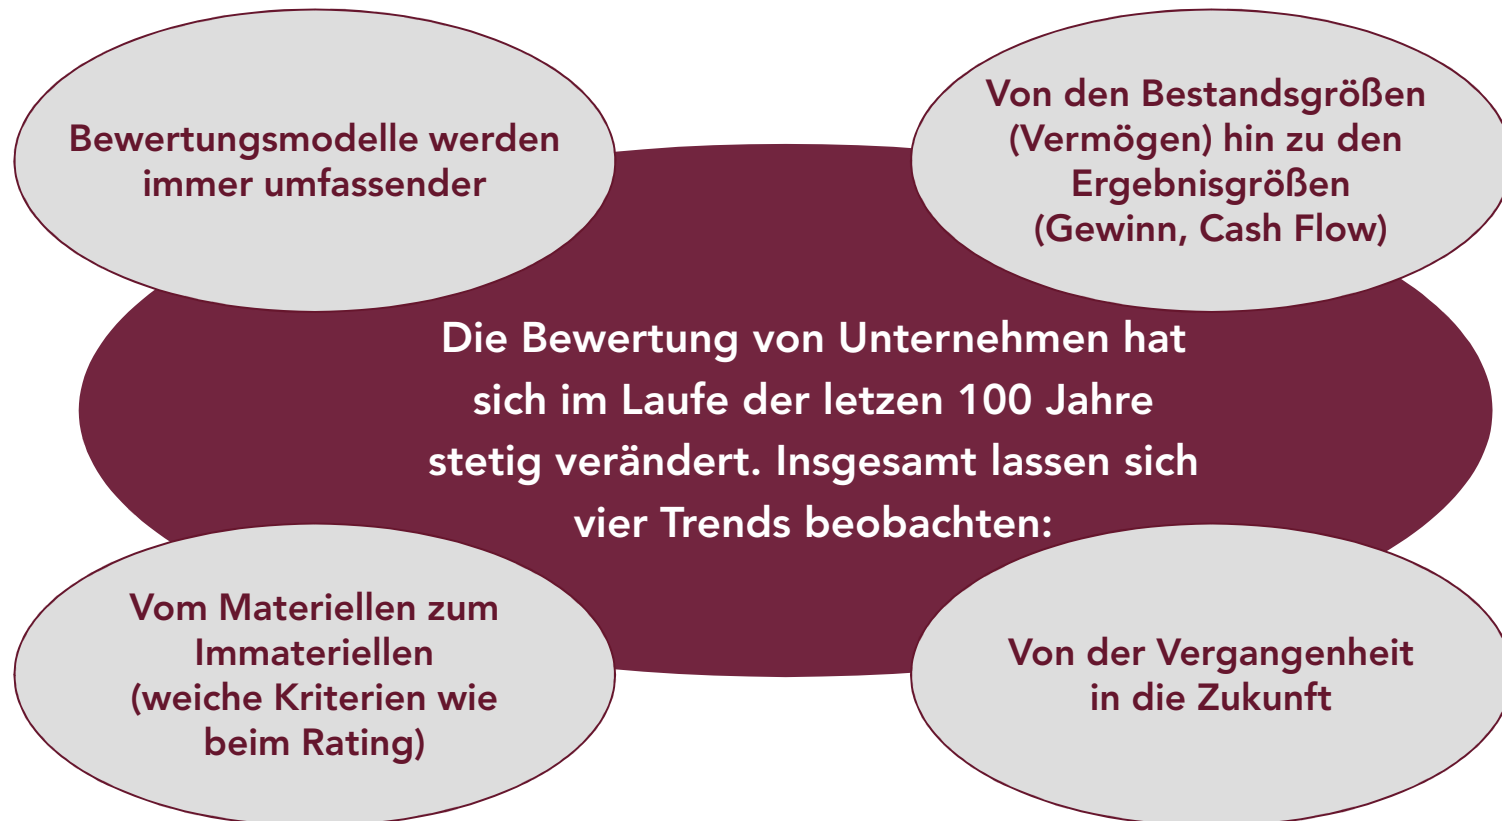 Bewertungsmodelle werden
immer umfassender
Von den Bestandsgrößen
(Vermögen) hin zu den
Ergebnisgrößen
(Gewinn, Cash Flow)
Die Bewertung von Unternehmen hat
sich im Laufe der letzen 100 Jahre
stetig verändert. Insgesamt lassen sich
vier Trends beobachten:
Vom Materiellen zum
Immateriellen
(weiche Kriterien wie
beim Rating)
Von der Vergangenheit
in die Zukunft